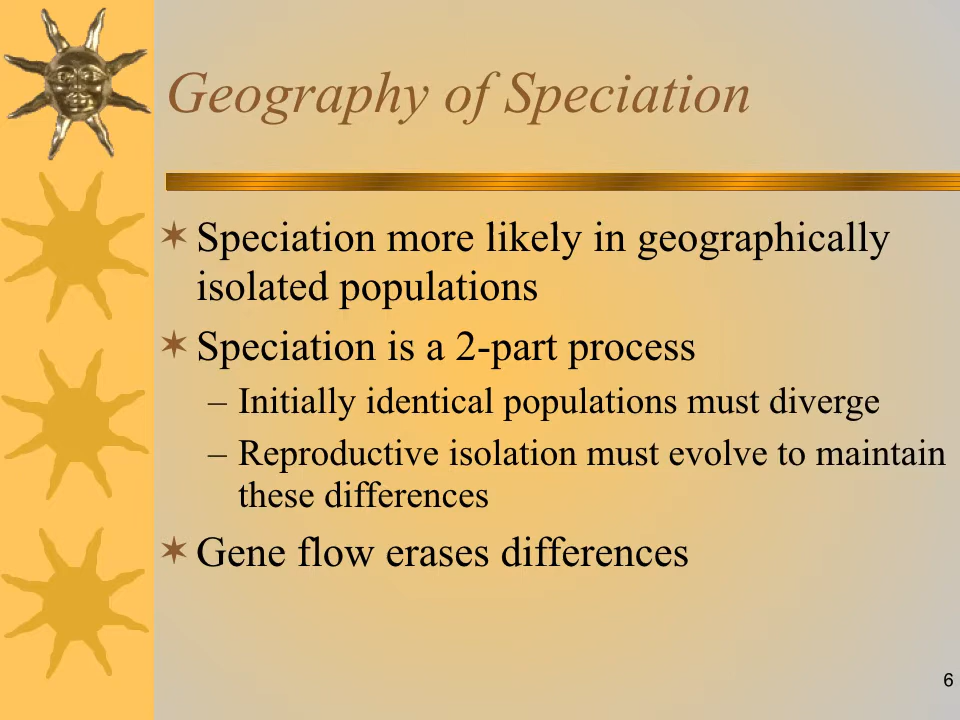 Geography of Speciation
✶ Speciation more likely in geographically
isolated populations
✶ Speciation is a 2-part process
– Initially identical populations must diverge
– Reproductive isolation must evolve to maintain
these differences
✶ Gene flow erases differences
6